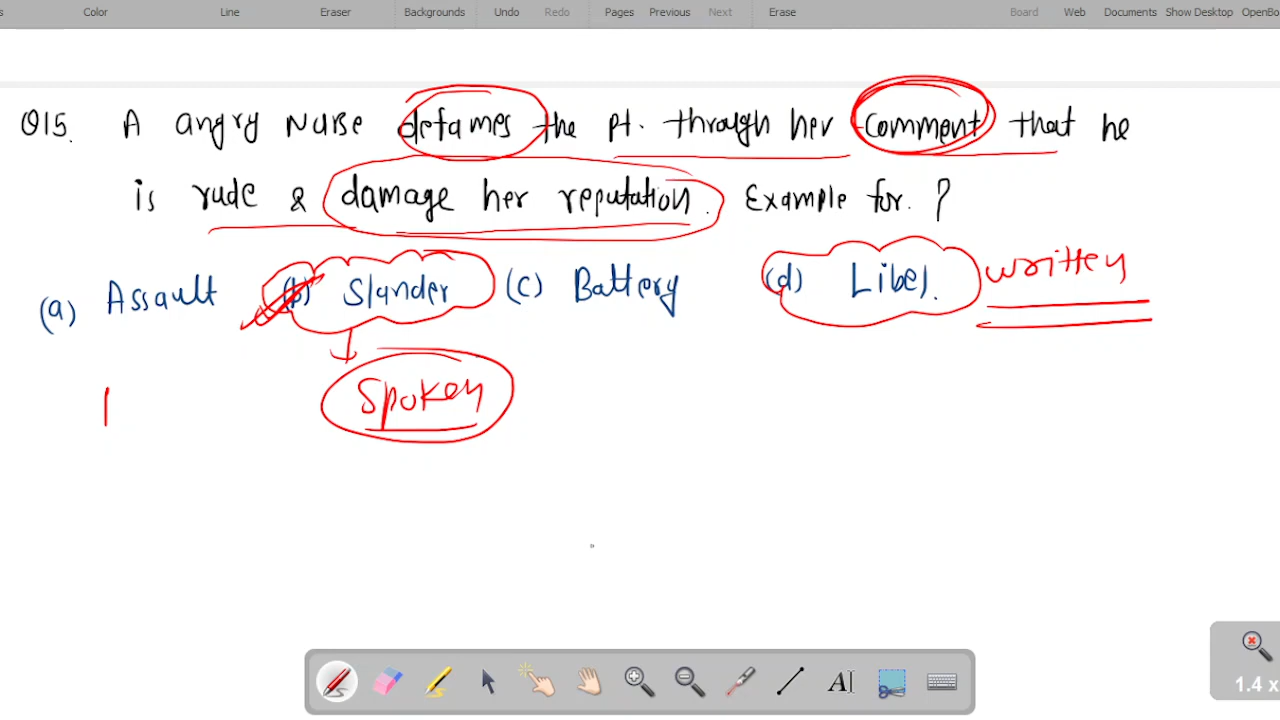 Color Line Eraser Backgrounds Undo Redo Pages Previous Next Erase Board Web Documents Show Desktop OpenBo
Q15. A angry Nurse defames the pt. through her comment that he
is rude & damage her reputation. Example for. ?
(a) Assault (b) Slander (c) Battery (d) Libel. written
Spoken
1.4 x